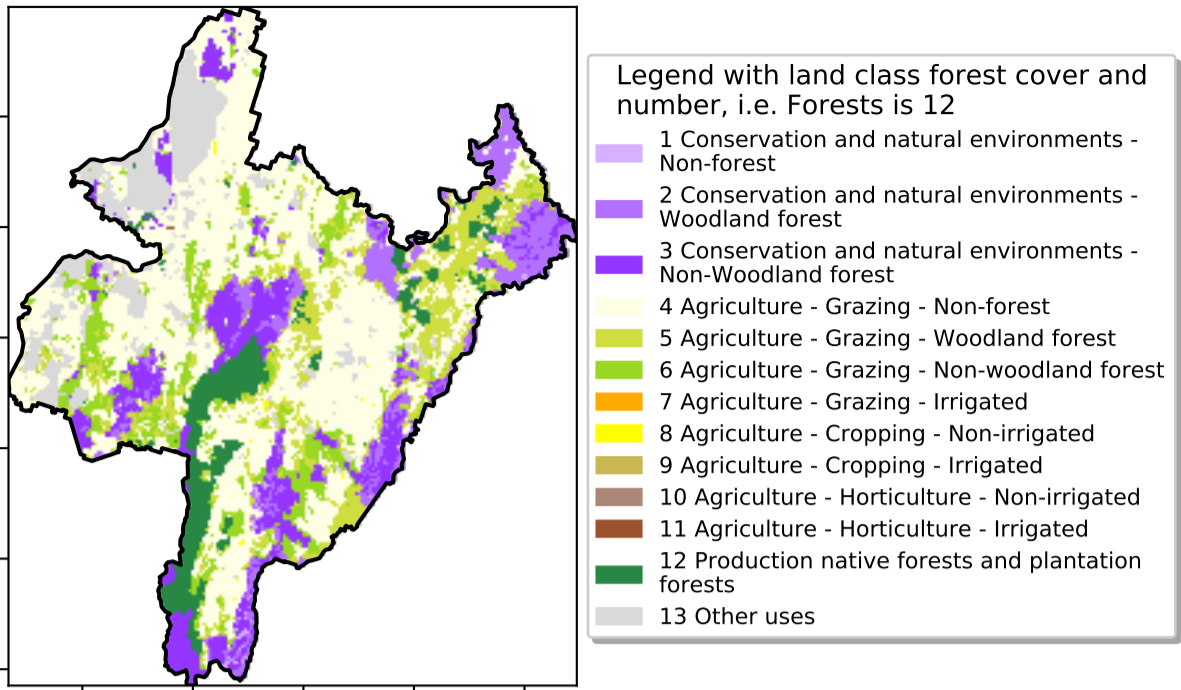 Legend with land class forest cover and
number, i.e. Forests is 12
1 Conservation and natural environments -
Non-forest
2 Conservation and natural environments -
Woodland forest
3 Conservation and natural environments -
Non-Woodland forest
4 Agriculture - Grazing - Non-forest
5 Agriculture - Grazing - Woodland forest
6 Agriculture - Grazing - Non-woodland forest
7 Agriculture - Grazing - Irrigated
8 Agriculture - Cropping - Non-irrigated
9 Agriculture - Cropping - Irrigated
10 Agriculture - Horticulture - Non-irrigated
11 Agriculture - Horticulture - Irrigated
12 Production native forests and plantation
forests
13 Other uses